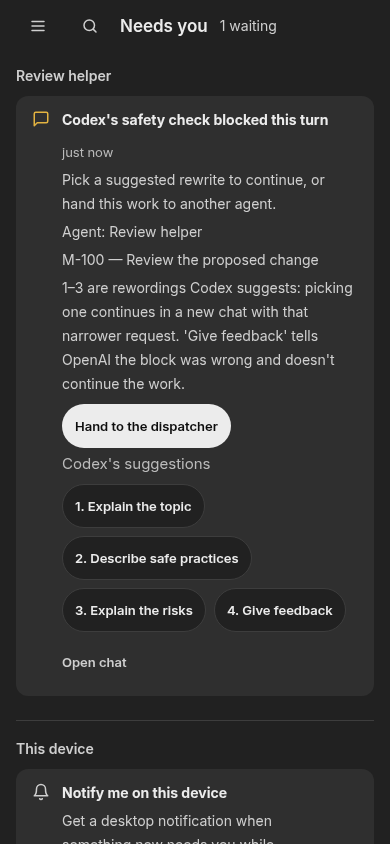 Needs you 1 waiting
Review helper
Codex's safety check blocked this turn
just now
Pick a suggested rewrite to continue, or
hand this work to another agent.
Agent: Review helper
M-100 — Review the proposed change
1–3 are rewordings Codex suggests: picking
one continues in a new chat with that
narrower request. 'Give feedback' tells
OpenAI the block was wrong and doesn't
continue the work.
Hand to the dispatcher
Codex's suggestions
1. Explain the topic
2. Describe safe practices
3. Explain the risks 4. Give feedback
Open chat
This device
Notify me on this device
Get a desktop notification when
something new needs you while